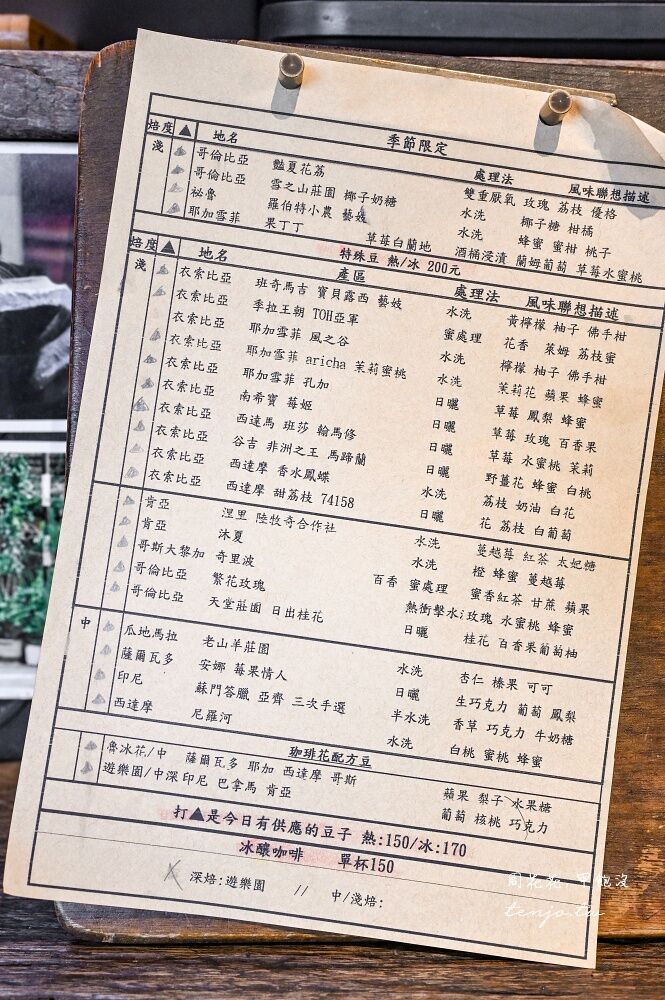 季節限定
焙度 ▲ 地名 處理法 風味聯想描述
淺 哥倫比亞 豔夏花荔 雙重厭氧 玫瑰 荔枝 優格
哥倫比亞 雪之山莊園 椰子奶糖 水洗 椰子糖 柑橘
祕魯 羅伯特小農 藝妓 水洗 蜂蜜 蜜柑 桃子
耶加雪菲 果丁丁 草莓白蘭地 酒桶浸漬 蘭姆葡萄 草莓水蜜桃
特殊豆 熱/冰 200元
焙度 ▲ 地名 產區 處理法 風味聯想描述
淺 衣索比亞 班奇馬吉 寶貝露西 藝妓 水洗 黃檸檬 柚子 佛手柑
衣索比亞 季拉王朝 TOH亞軍 蜜處理 花香 萊姆 荔枝蜜
衣索比亞 耶加雪菲 風之谷 水洗 檸檬 柚子 佛手柑
衣索比亞 耶加雪菲 aricha 茉莉蜜桃 水洗 茉莉花 蘋果 蜂蜜
衣索比亞 耶加雪菲 孔加 日曬 草莓 鳳梨 蜂蜜
衣索比亞 南希寶 莓姬 日曬 草莓 玫瑰 百香果
衣索比亞 西達馬 班莎 翰馬修 日曬 草莓 水蜜桃 茉莉
衣索比亞 谷吉 非洲之王 馬蹄蘭 日曬 野薑花 蜂蜜 白桃
衣索比亞 西達摩 香水鳳蝶 水洗 荔枝 奶油 白花
衣索比亞 西達摩 甜荔枝 74158 日曬 花 荔枝 白葡萄
肯亞 涅里 陸牧奇合作社 水洗 蔓越莓 紅茶 太妃糖
肯亞 沐夏 水洗 橙 蜂蜜 蔓越莓
哥斯大黎加 奇里波 百香 蜜處理 蜜香紅茶 甘蔗 蘋果
哥倫比亞 繁花玫瑰 熱衝擊水 玫瑰 水蜜桃 蜂蜜
哥倫比亞 天堂莊園 日出桂花 日曬 桂花 百香果葡萄柚
中 瓜地馬拉 老山羊莊園 水洗 杏仁 榛果 可可
薩爾瓦多 安娜 莓果情人 日曬 生巧克力 葡萄 鳳梨
印尼 蘇門答臘 亞齊 三次手選 半水洗 香草 巧克力 牛奶糖
西達摩 尼羅河 水洗 白桃 蜜桃 蜂蜜
珈琲花配方豆
魯冰花/中 薩爾瓦多 耶加 西達摩 哥斯 蘋果 梨子 水果糖
遊樂園/中深 印尼 巴拿馬 肯亞 葡萄 核桃 巧克力
打▲是今日有供應的豆子 熱:150/冰:170
冰釀咖啡 單杯150
深焙:遊樂園 // 中/淺焙:
tenjo.tw